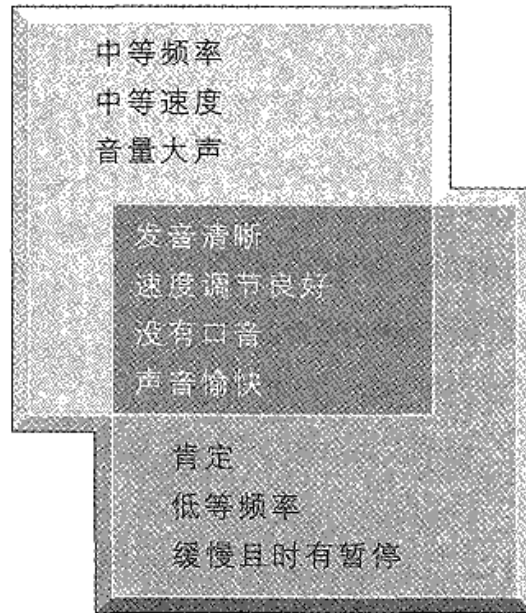 中等频率
中等速度
音量大声
发音清晰
速度调节良好
没有口音
声音愉快
肯定
低等频率
缓慢且时有暂停